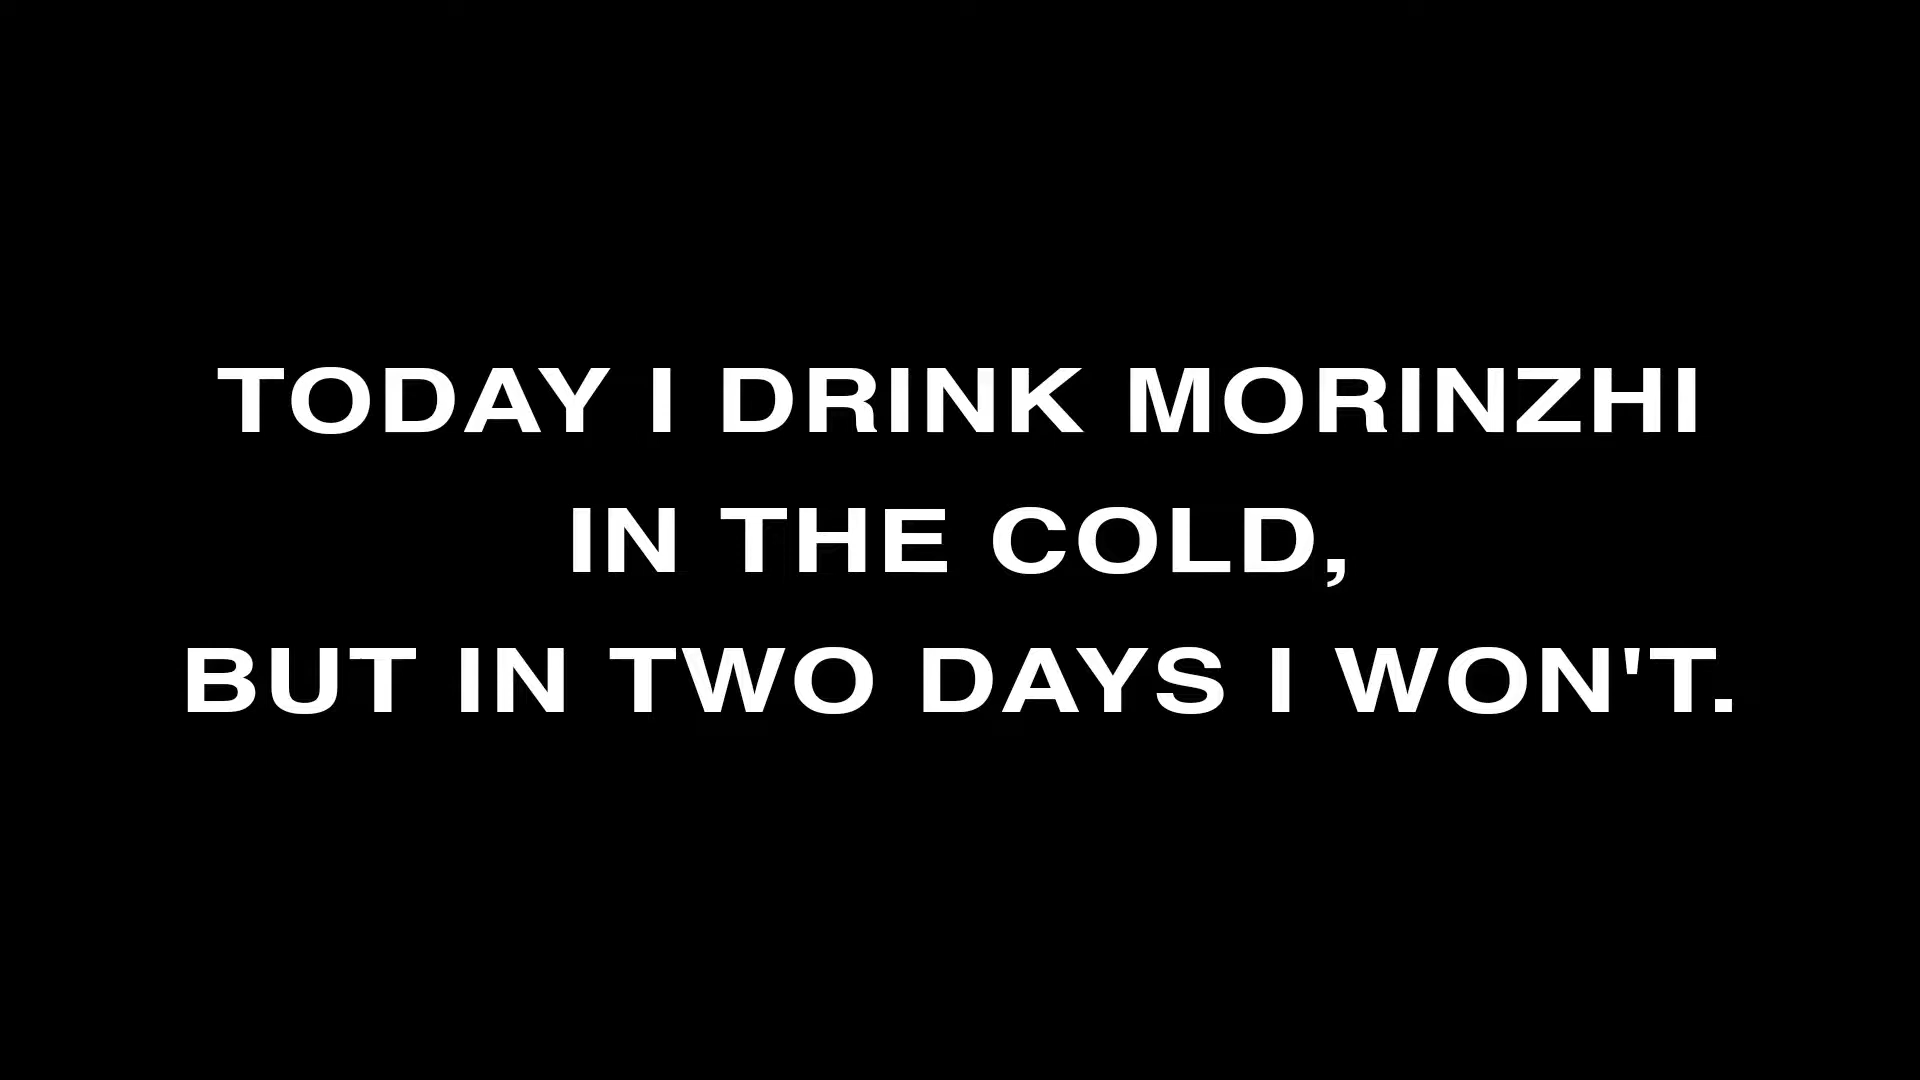 TODAY I DRINK MORINZHI
IN THE COLD,
BUT IN TWO DAYS I WON'T.